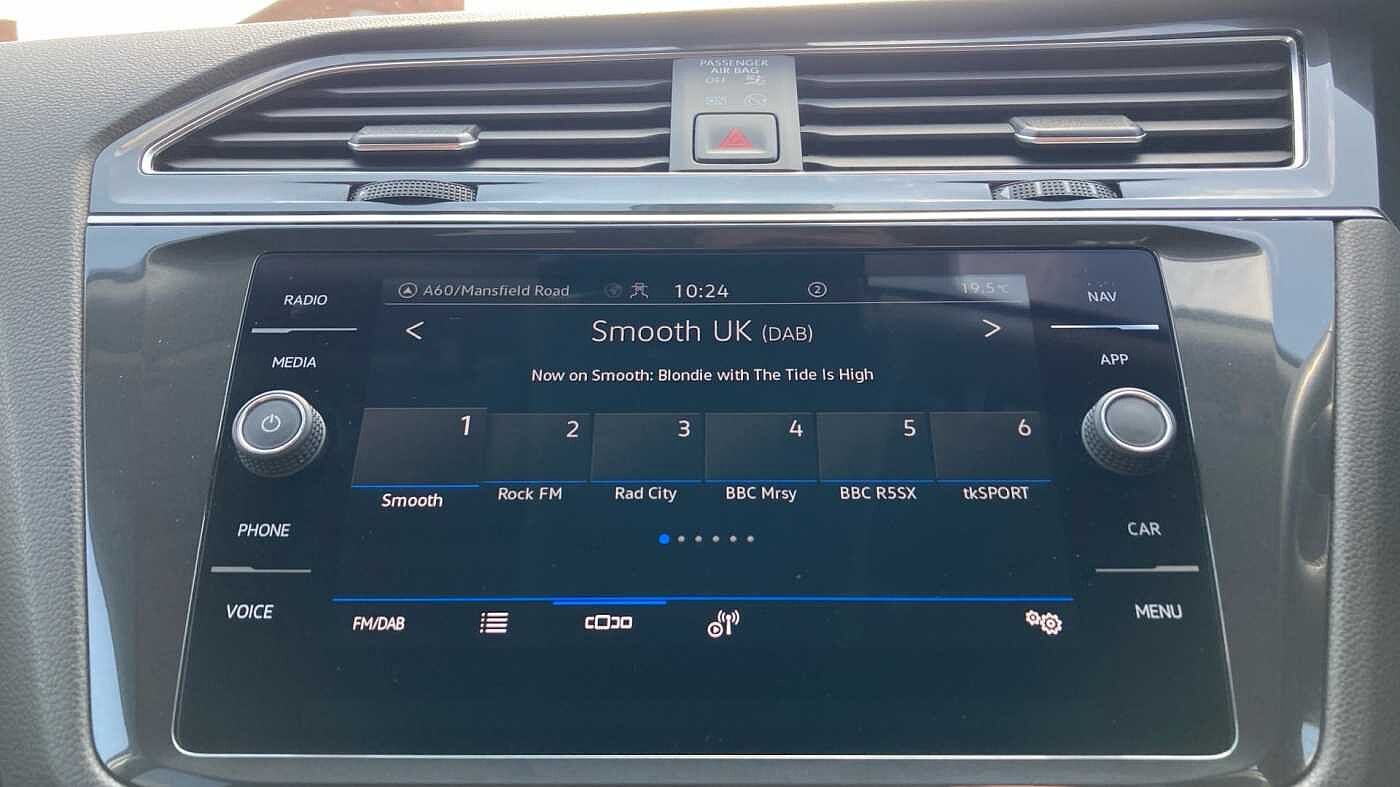 PASSENGER
AIR BAG
OFF
A60/Mansfield Road 10:24 2 19.5°C
RADIO
NAV
< Smooth UK (DAB) >
MEDIA
APP
Now on Smooth: Blondie with The Tide Is High
1 2 3 4 5 6
Smooth Rock FM Rad City BBC Mrsy BBC R5SX tkSPORT
PHONE
CAR
VOICE
MENU
FM/DAB